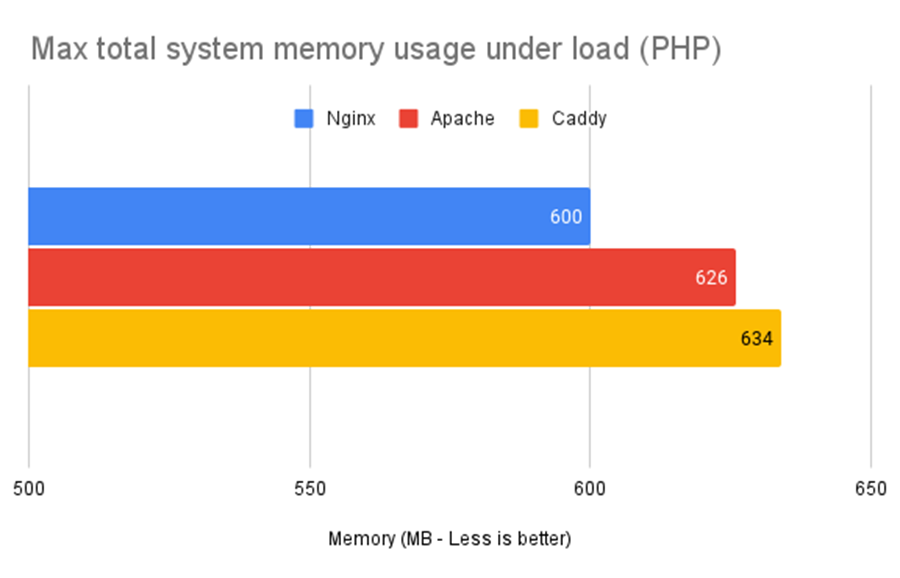 Max total system memory usage under load (PHP)
Nginx Apache Caddy
600
626
634
500 550 600 650
Memory (MB - Less is better)